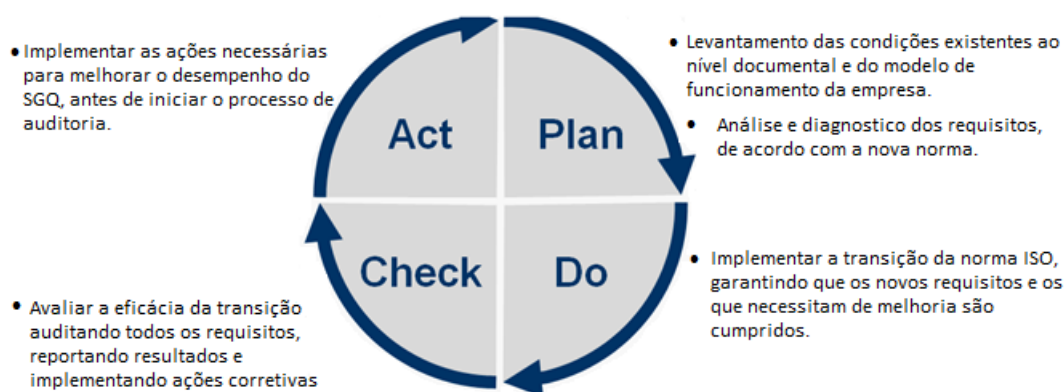 • Implementar as ações necessárias
para melhorar o desempenho do
SGQ, antes de iniciar o processo de
auditoria.
Act
Plan
• Levantamento das condições existentes ao
nível documental e do modelo de
funcionamento da empresa.
• Análise e diagnostico dos requisitos,
de acordo com a nova norma.
Check
Do
• Avaliar a eficácia da transição
auditando todos os requisitos,
reportando resultados e
implementando ações corretivas
• Implementar a transição da norma ISO,
garantindo que os novos requisitos e os
que necessitam de melhoria são
cumpridos.